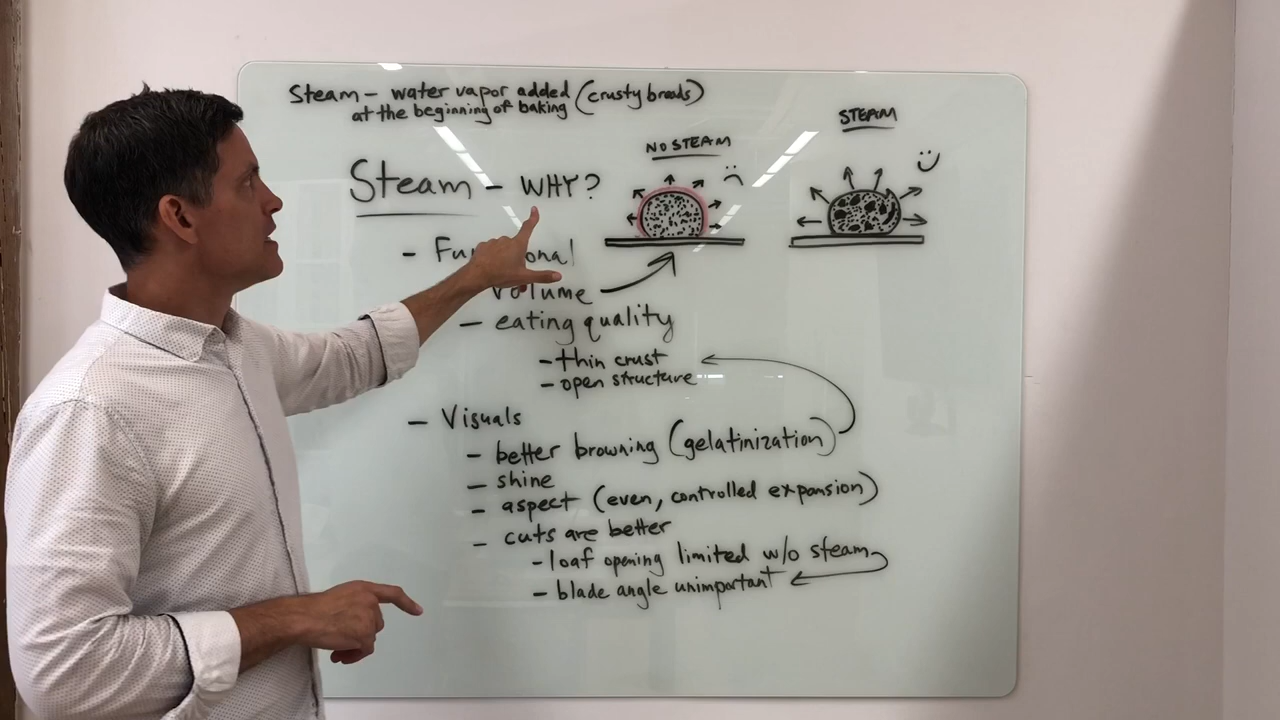 Steam - water vapor added (crusty breads)
at the beginning of baking
NO STEAM
STEAM
Steam - WHY?
- Fu onal
volume
- eating quality
- thin crust
- open structure
- Visuals
- better browning (gelatinization)
- shine
- aspect (even, controlled expansion)
- cuts are better
- loaf opening limited w/o steam
- blade angle unimportant